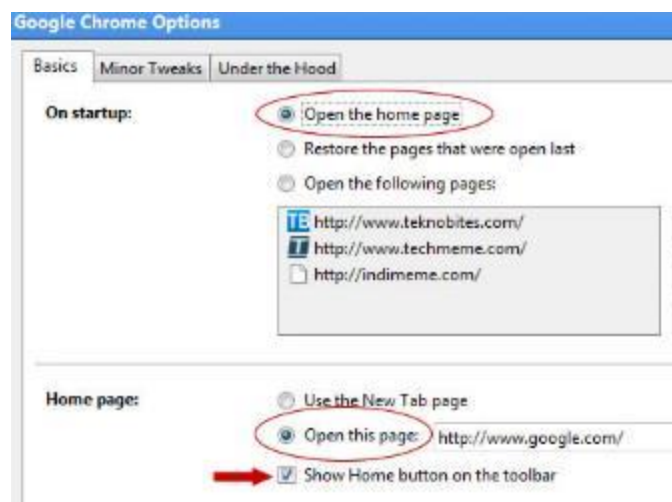 Google Chrome Options
Basics Minor Tweaks Under the Hood
On startup: Open the home page
Restore the pages that were open last
Open the following pages:
TB http://www.teknobites.com/
T http://www.techmeme.com/
http://indimeme.com/
Home page: Use the New Tab page
Open this page: http://www.google.com/
Show Home button on the toolbar